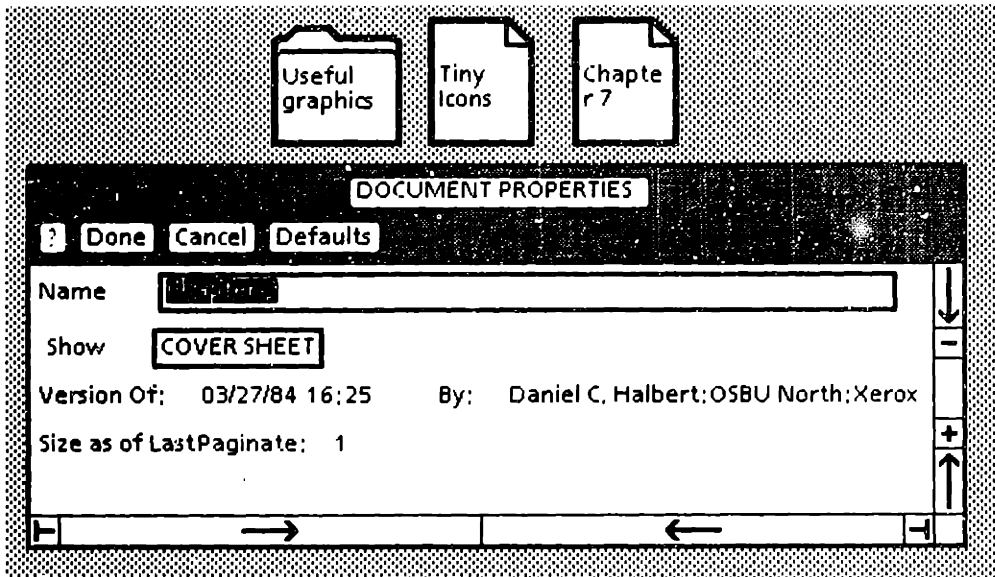 Useful
graphics
Tiny
Icons
Chapte
r 7
DOCUMENT PROPERTIES
? Done Cancel Defaults
Name
Show COVER SHEET
Version Of: 03/27/84 16:25 By: Daniel C. Halbert:OSBU North:Xerox
Size as of LastPaginate: 1